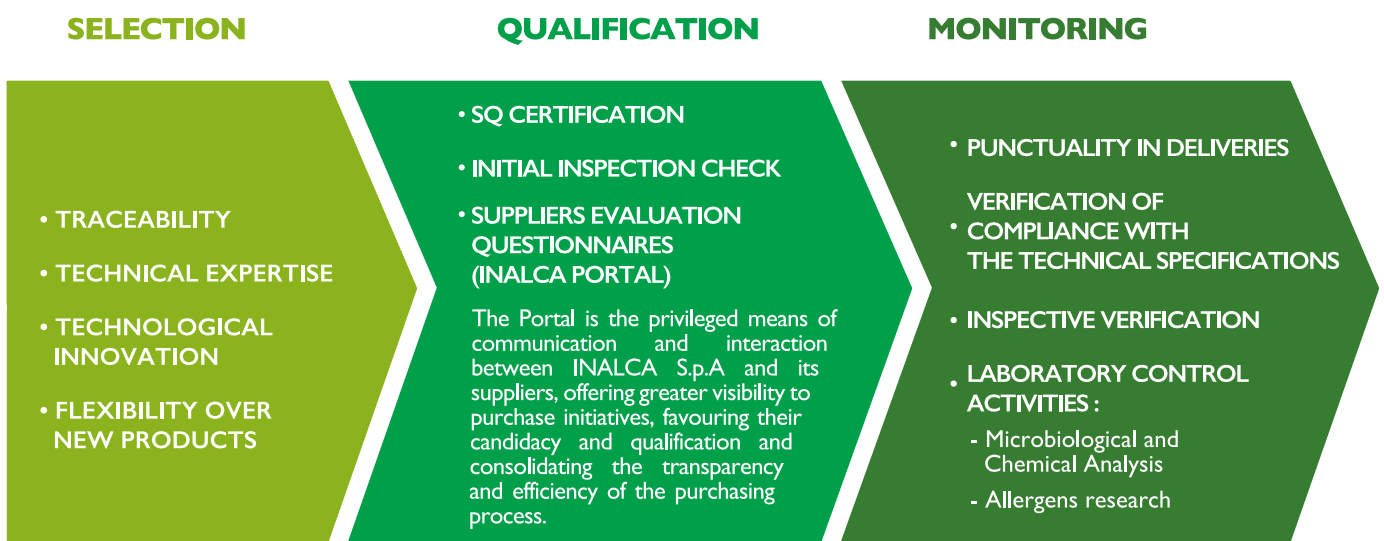 SELECTION
• TRACEABILITY
• TECHNICAL EXPERTISE
• TECHNOLOGICAL
INNOVATION
• FLEXIBILITY OVER
NEW PRODUCTS
QUALIFICATION
• SQ CERTIFICATION
• INITIAL INSPECTION CHECK
• SUPPLIERS EVALUATION
QUESTIONNAIRES
(INALCA PORTAL)
The Portal is the privileged means of
communication and interaction
between INALCA S.p.A and its
suppliers, offering greater visibility to
purchase initiatives, favouring their
candidacy and qualification and
consolidating the transparency
and efficiency of the purchasing
process.
MONITORING
• PUNCTUALITY IN DELIVERIES
VERIFICATION OF
• COMPLIANCE WITH
THE TECHNICAL SPECIFICATIONS
• INSPECTIVE VERIFICATION
• LABORATORY CONTROL
ACTIVITIES :
- Microbiological and
Chemical Analysis
- Allergens research